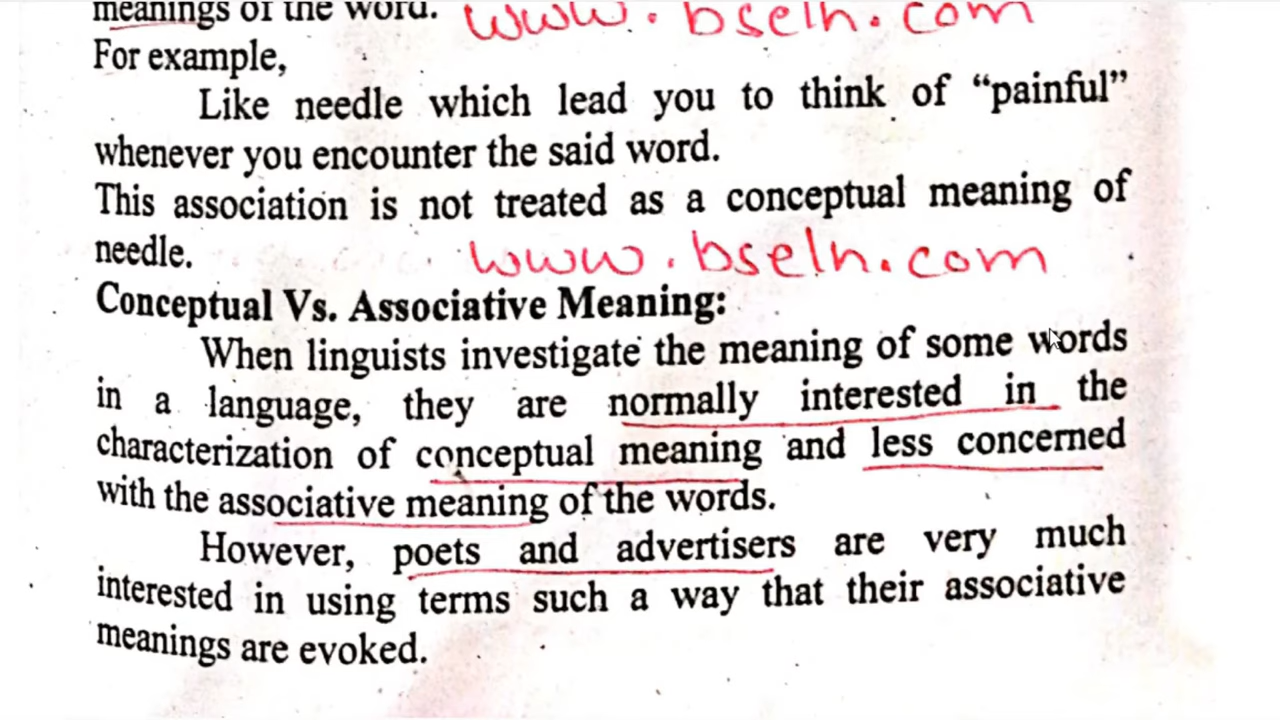 meanings of the word. www.bseln.com
For example,
Like needle which lead you to think of “painful”
whenever you encounter the said word.
This association is not treated as a conceptual meaning of
needle. www.bseln.com
Conceptual Vs. Associative Meaning:
When linguists investigate the meaning of some words
in a language, they are normally interested in the
characterization of conceptual meaning and less concerned
with the associative meaning of the words.
However, poets and advertisers are very much
interested in using terms such a way that their associative
meanings are evoked.